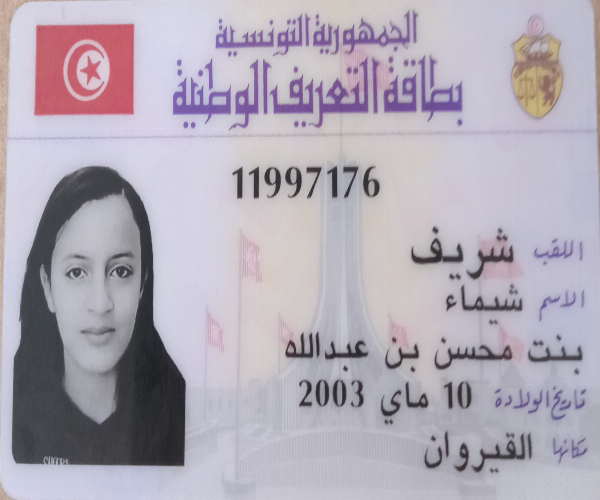 الجمهورية التونسية
بطاقة التعريف الوطنية
11997176
اللقب شريف
الاسم شيماء
بنت محسن بن عبدالله
تاريخ الولادة 10 ماي 2003
مكانها القيروان